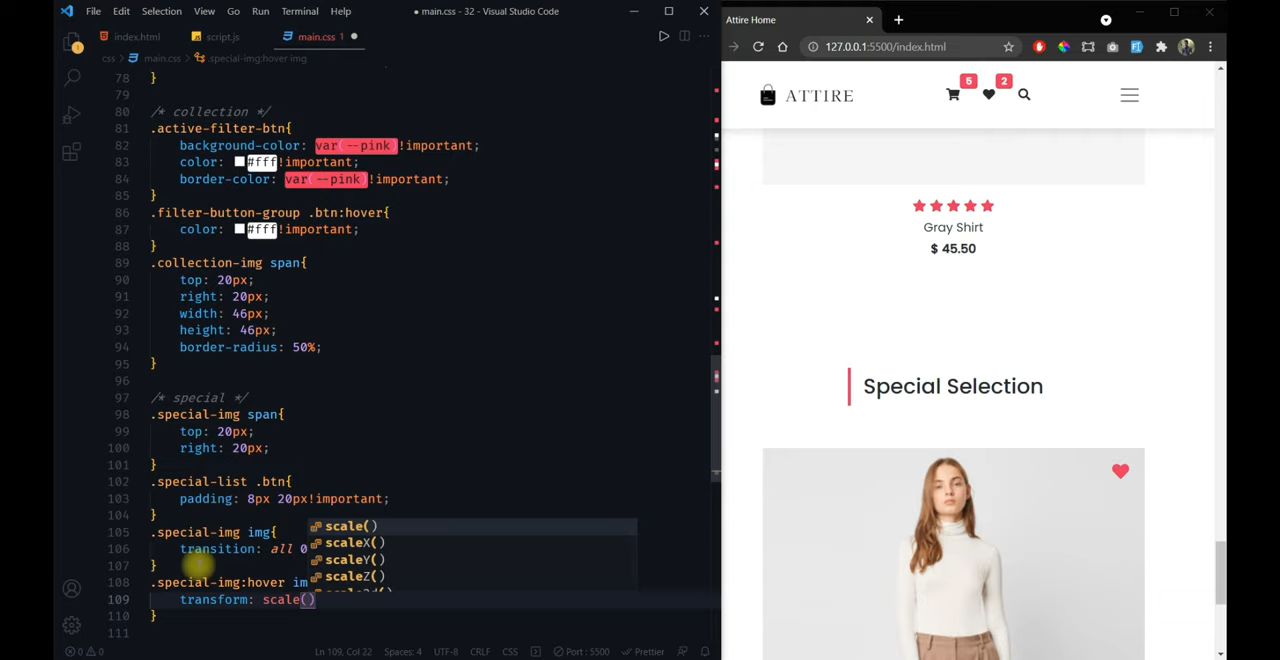 File Edit Selection View Go Run Terminal Help
● main.css - 32 - Visual Studio Code
index.html script.js main.css 1 ●
css > main.css > .special-img:hover img
78 }
79
80 /* collection */
81 .active-filter-btn{
82 background-color: var(--pink)!important;
83 color: #fff!important;
84 border-color: var(--pink)!important;
85 }
86 .filter-button-group .btn:hover{
87 color: #fff!important;
88 }
89 .collection-img span{
90 top: 20px;
91 right: 20px;
92 width: 46px;
93 height: 46px;
94 border-radius: 50%;
95 }
96
97 /* special */
98 .special-img span{
99 top: 20px;
100 right: 20px;
101 }
102 .special-list .btn{
103 padding: 8px 20px!important;
104 }
105 .special-img img{
106 transition: all 0
107 }
108 .special-img:hover im
109 transform: scale()
110 }
111
scale()
scaleX()
scaleY()
scaleZ()
1
0 0
Ln 109, Col 22 Spaces: 4 UTF-8 CRLF CSS Port : 5500 Prettier
Attire Home
127.0.0.1:5500/index.html
ATTIRE
5
2
Gray Shirt
$ 45.50
Special Selection